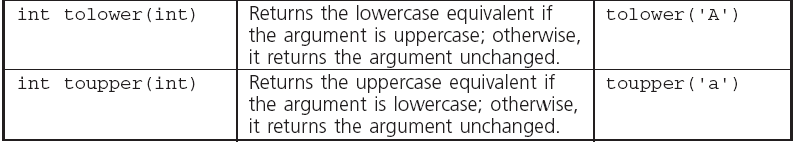 int tolower(int) Returns the lowercase equivalent if tolower('A')
the argument is uppercase; otherwise,
it returns the argument unchanged.
int toupper(int) Returns the uppercase equivalent if toupper('a')
the argument is lowercase; otherwise,
it returns the argument unchanged.